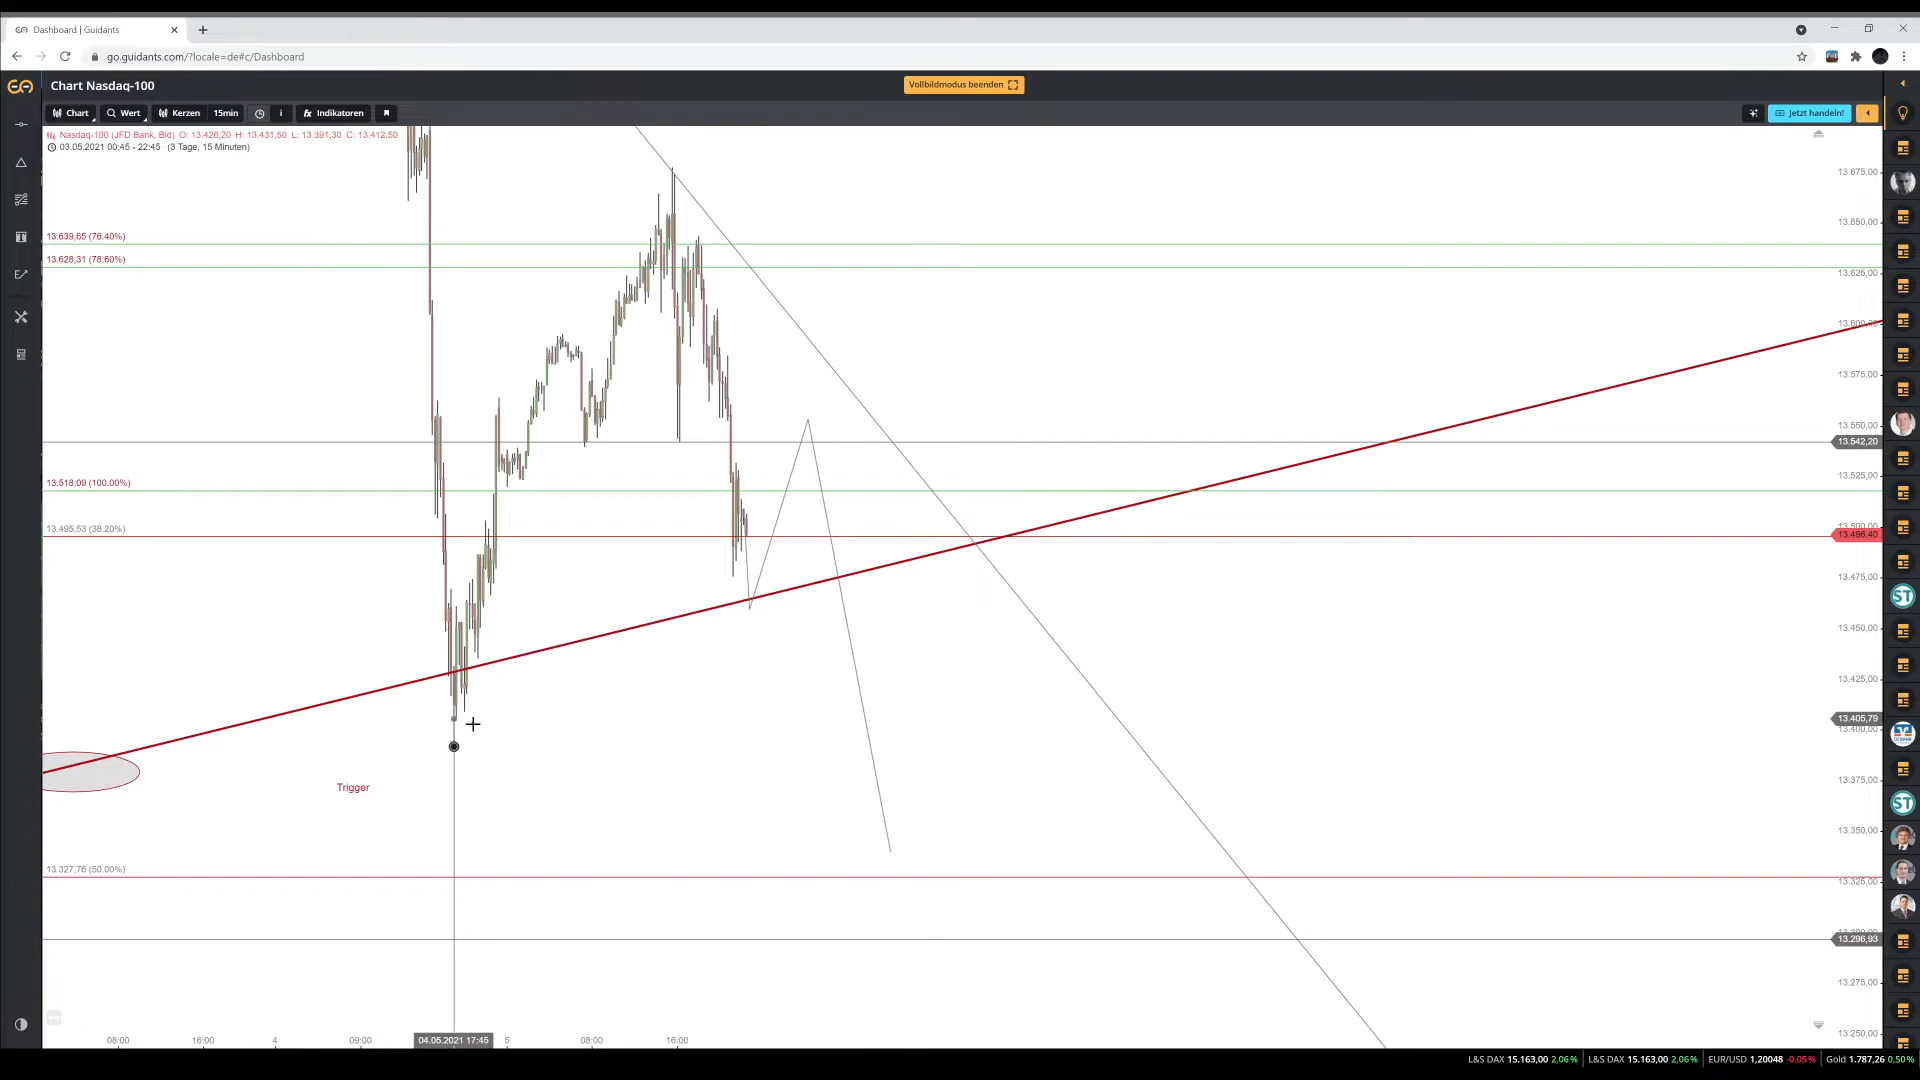 Dashboard | Guidants
go.guidants.com/?locale=de#c/Dashboard
Chart Nasdaq-100
Vollbildmodus beenden
Chart
Wert
Kerzen
15min
Indikatoren
Jetzt handeln!
Nasdaq-100 (JFD Bank, Bid) O: 13.428,20 H: 13.431,50 L: 13.391,30 C: 13.412,50
03.05.2021 00:45 - 22:45 (3 Tage, 15 Minuten)
13.675,00
13.650,00
13.639,65 (76.40%)
13.628,31 (78.60%)
13.625,00
13.575,00
13.550,00
13.542,20
13.525,00
13.518,09 (100.00%)
13.495,53 (38.20%)
13.500,00
13.496,40
13.475,00
13.450,00
13.425,00
13.405,79
13.400,00
13.375,00
Trigger
13.350,00
13.327,76 (50.00%)
13.325,00
13.296,93
13.275,00
13.250,00
08:00
16:00
4
09:00
04.05.2021 17:45
5
08:00
16:00
ST
ST
L&S DAX 15.163,00 2,06% L&S DAX 15.163,00 2,06% EUR/USD 1,20048 -0,05% Gold 1.787,26 0,50%